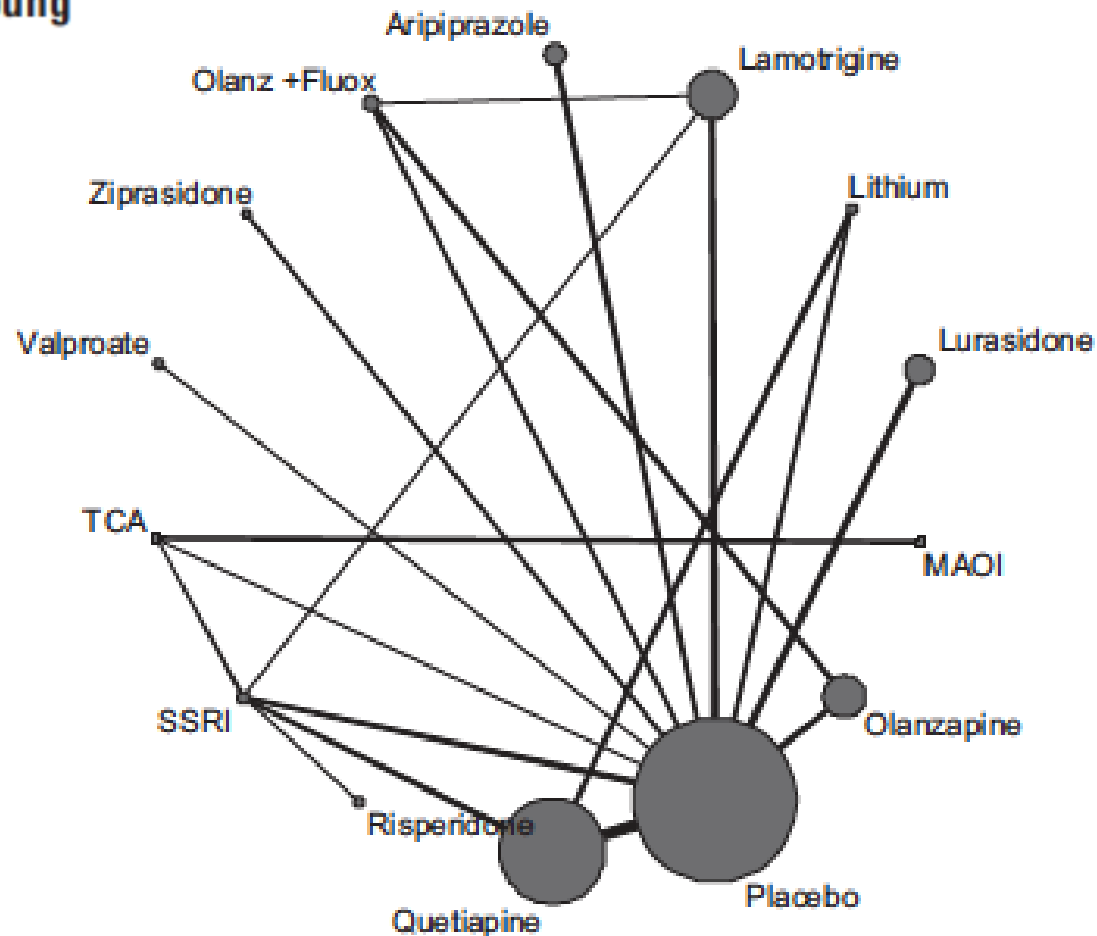 Aripiprazole
Lamotrigine
Olanz +Fluox
Ziprasidone
Lithium
Valproate
Lurasidone
TCA
MAOI
SSRI
Olanzapine
Risperidone
Placebo
Quetiapine